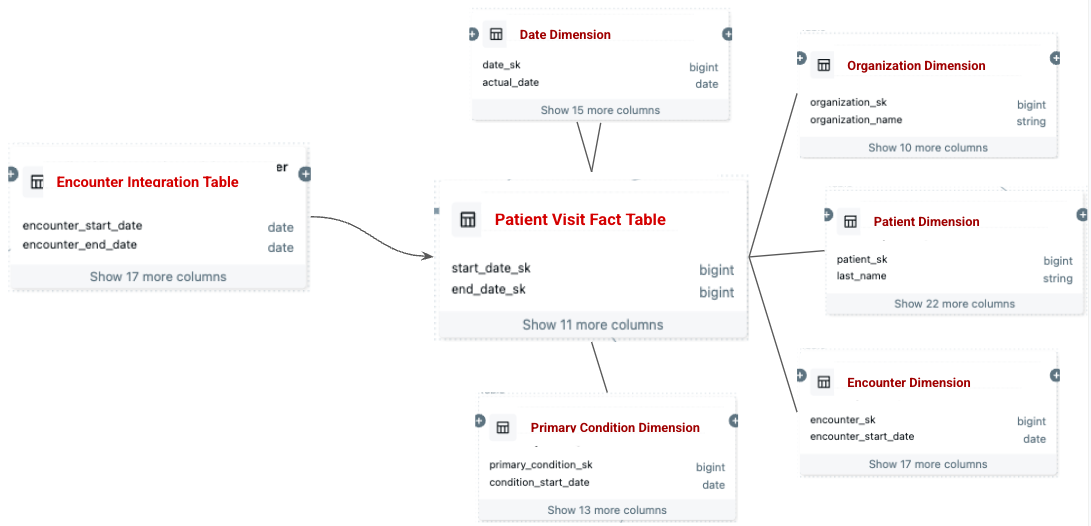 Date Dimension
date_sk bigint
actual_date date
Show 15 more columns
Organization Dimension
organization_sk bigint
organization_name string
Show 10 more columns
er
Encounter Integration Table
encounter_start_date date
encounter_end_date date
Show 17 more columns
Patient Visit Fact Table
start_date_sk bigint
end_date_sk bigint
Show 11 more columns
Patient Dimension
patient_sk bigint
last_name string
Show 22 more columns
Encounter Dimension
encounter_sk bigint
encounter_start_date date
Show 17 more columns
Primary Condition Dimension
primary_condition_sk bigint
condition_start_date date
Show 13 more columns